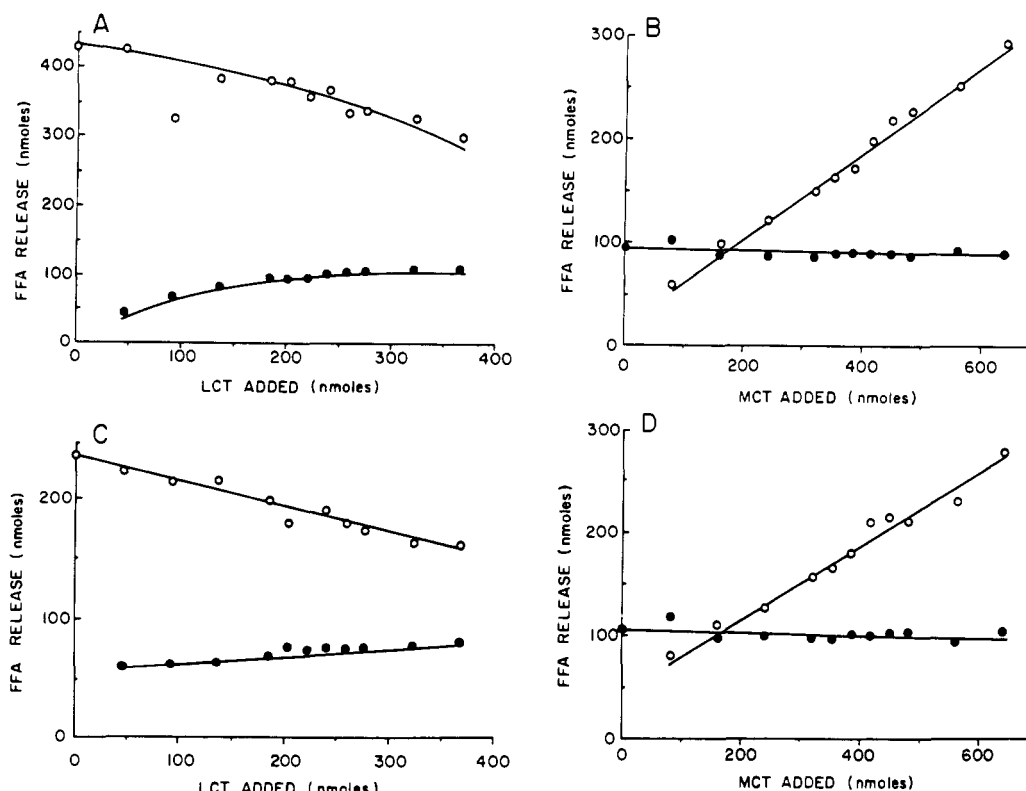 A
FFA RELEASE (nmoles)
400
300
200
100
0
0 100 200 300 400
LCT ADDED (nmoles)
B
FFA RELEASE (nmoles)
300
200
100
0
0 200 400 600
MCT ADDED (nmoles)
C
FFA RELEASE (nmoles)
200
100
0
0 100 200 300 400
LCT ADDED (nmoles)
D
FFA RELEASE (nmoles)
300
200
100
0
0 200 400 600
MCT ADDED (nmoles)